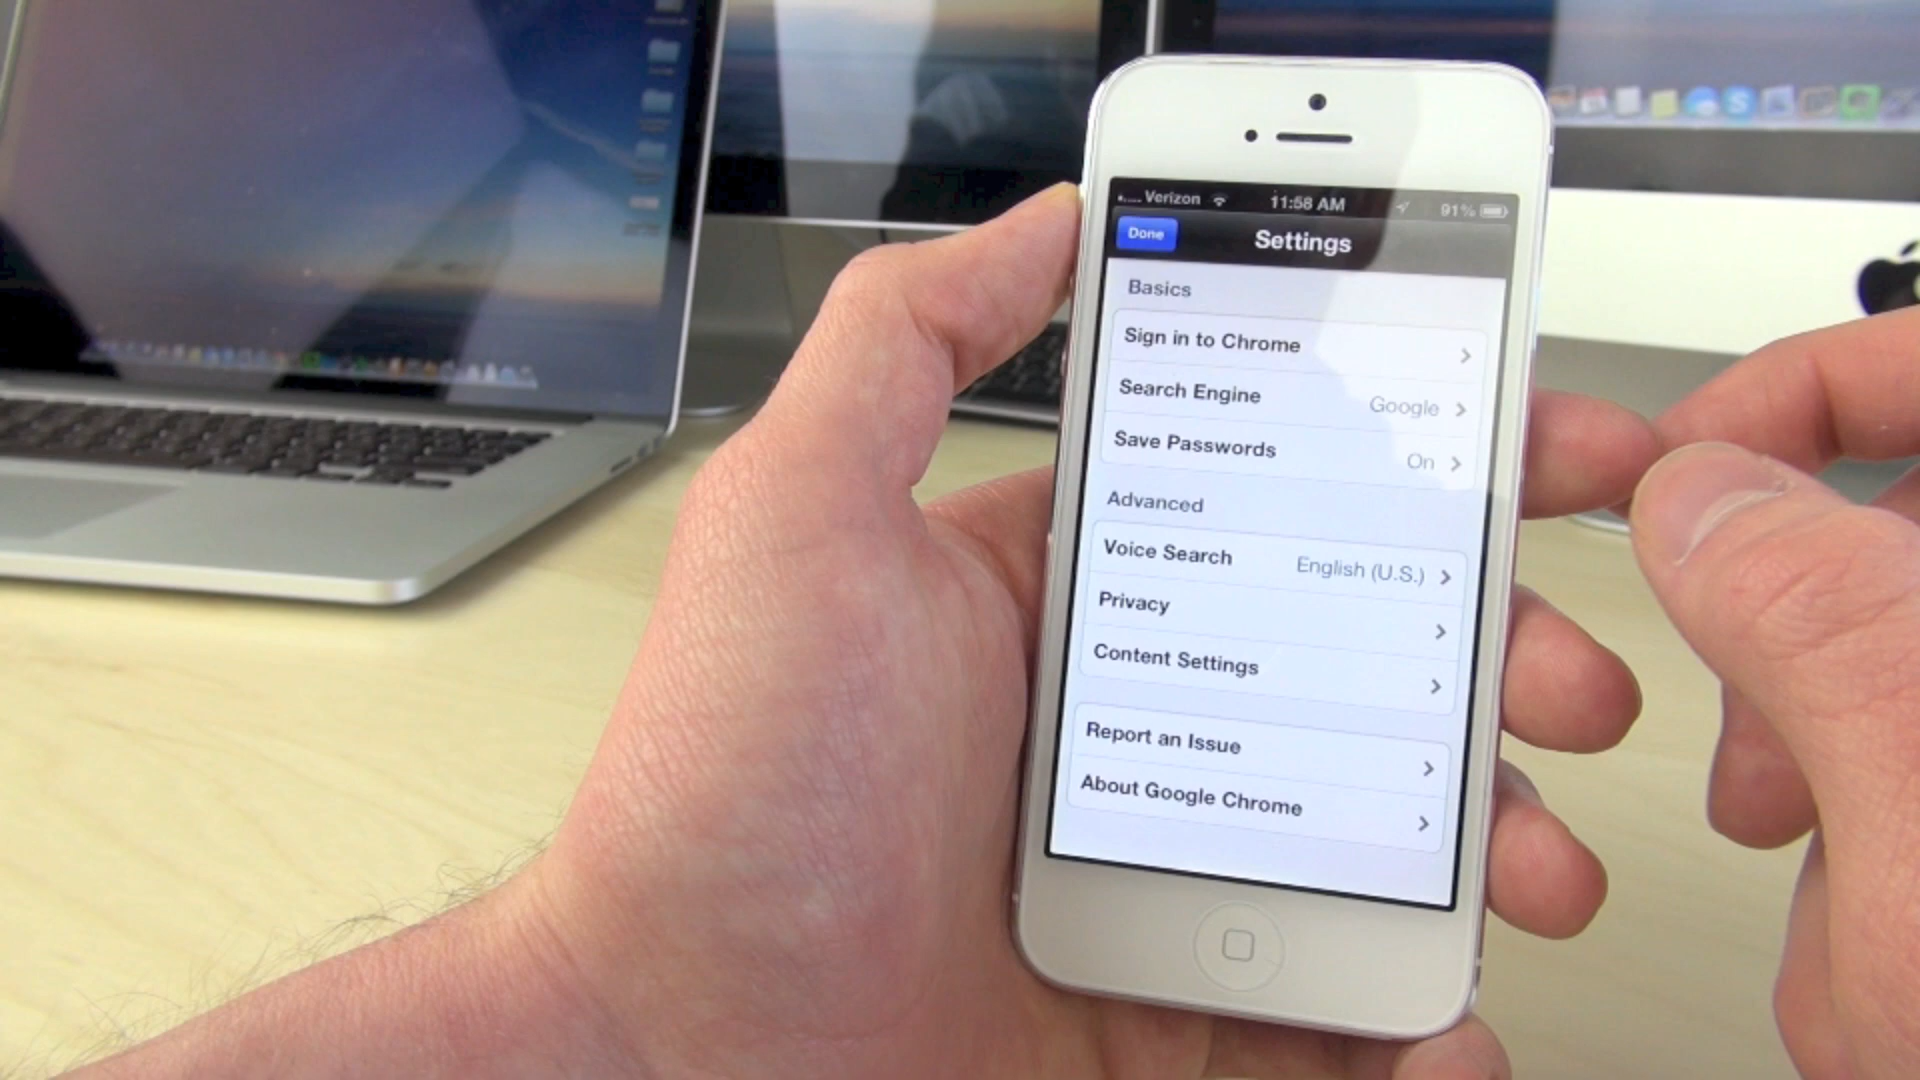 Verizon 11:58 AM 91%
Done Settings
Basics
Sign in to Chrome
Search Engine Google
Save Passwords On
Advanced
Voice Search English (U.S.)
Privacy
Content Settings
Report an Issue
About Google Chrome